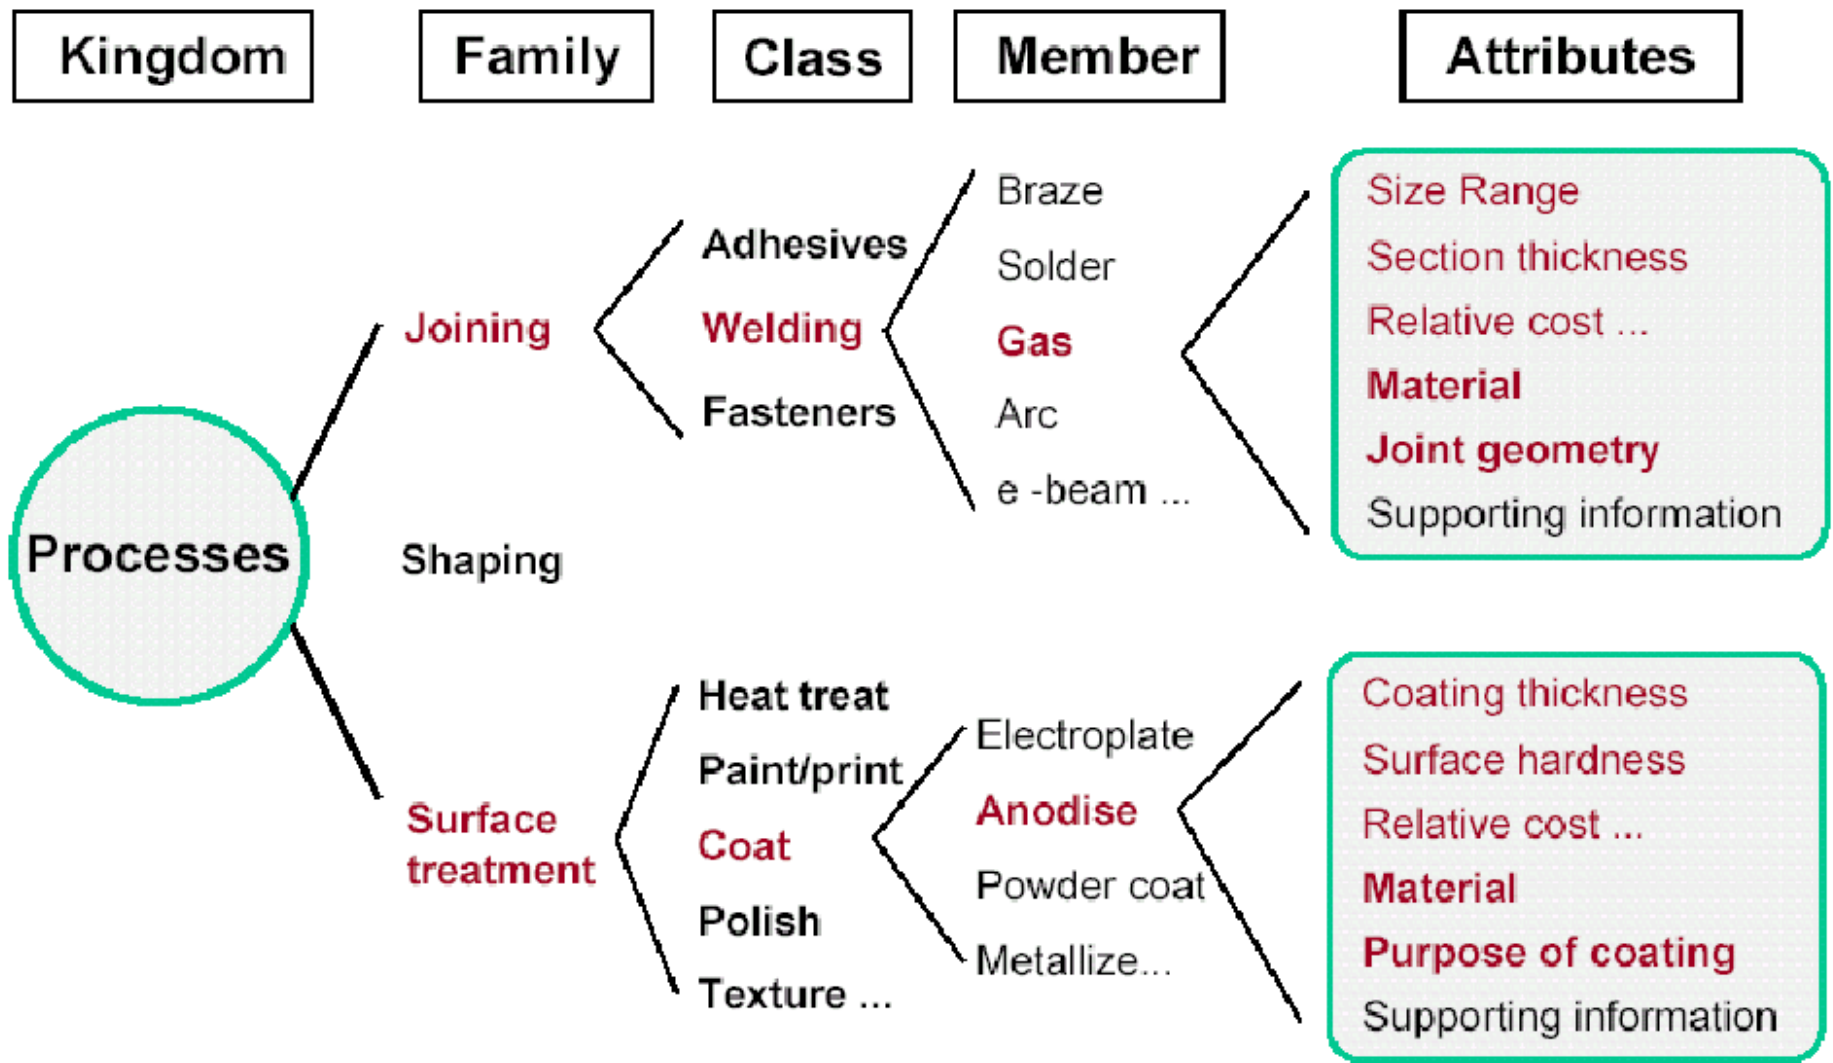 Kingdom
Family
Class
Member
Attributes
Processes
Joining
Shaping
Surface
treatment
Adhesives
Welding
Fasteners
Braze
Solder
Gas
Arc
e -beam ...
Size Range
Section thickness
Relative cost ...
Material
Joint geometry
Supporting information
Heat treat
Paint/print
Coat
Polish
Texture ...
Electroplate
Anodise
Powder coat
Metallize...
Coating thickness
Surface hardness
Relative cost ...
Material
Purpose of coating
Supporting information